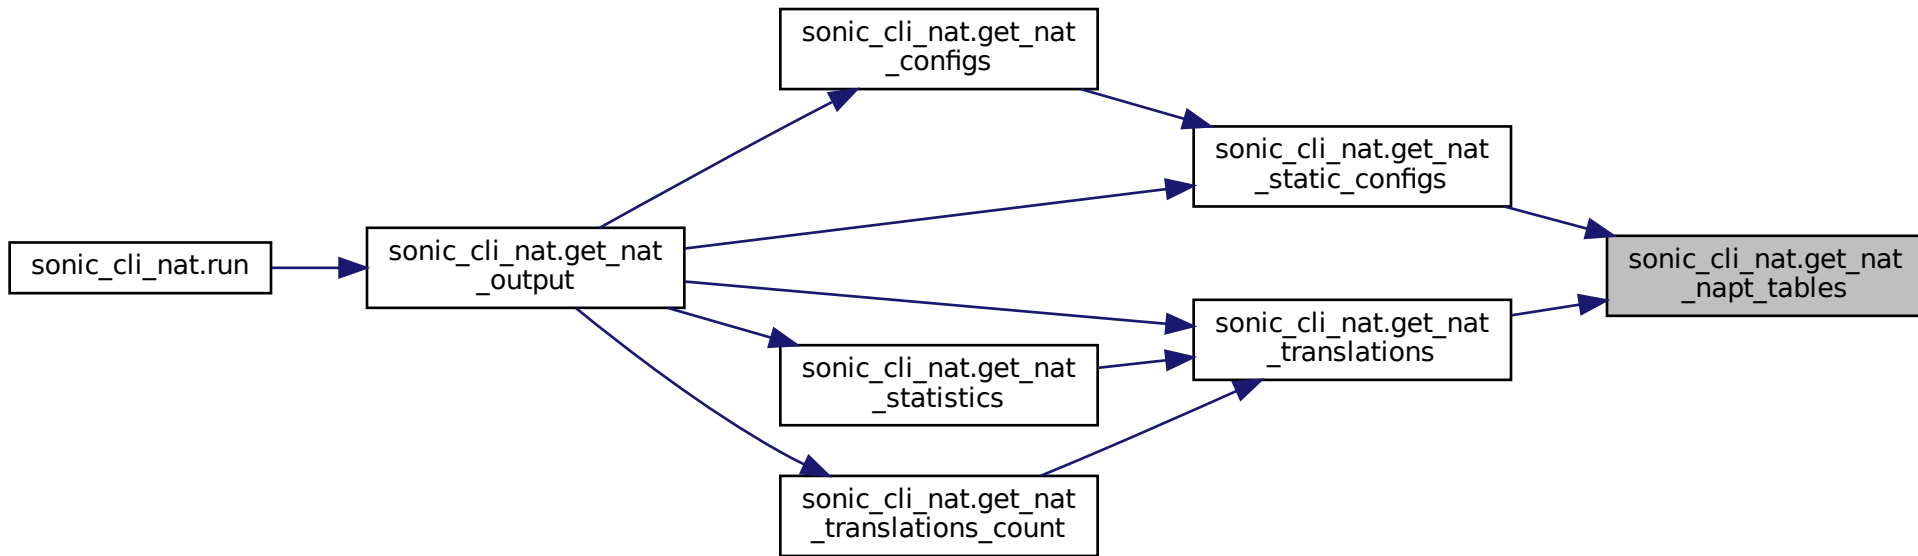 sonic_cli_nat.get_nat
_configs
sonic_cli_nat.get_nat
_static_configs
sonic_cli_nat.run
sonic_cli_nat.get_nat
_output
sonic_cli_nat.get_nat
_napt_tables
sonic_cli_nat.get_nat
_translations
sonic_cli_nat.get_nat
_statistics
sonic_cli_nat.get_nat
_translations_count